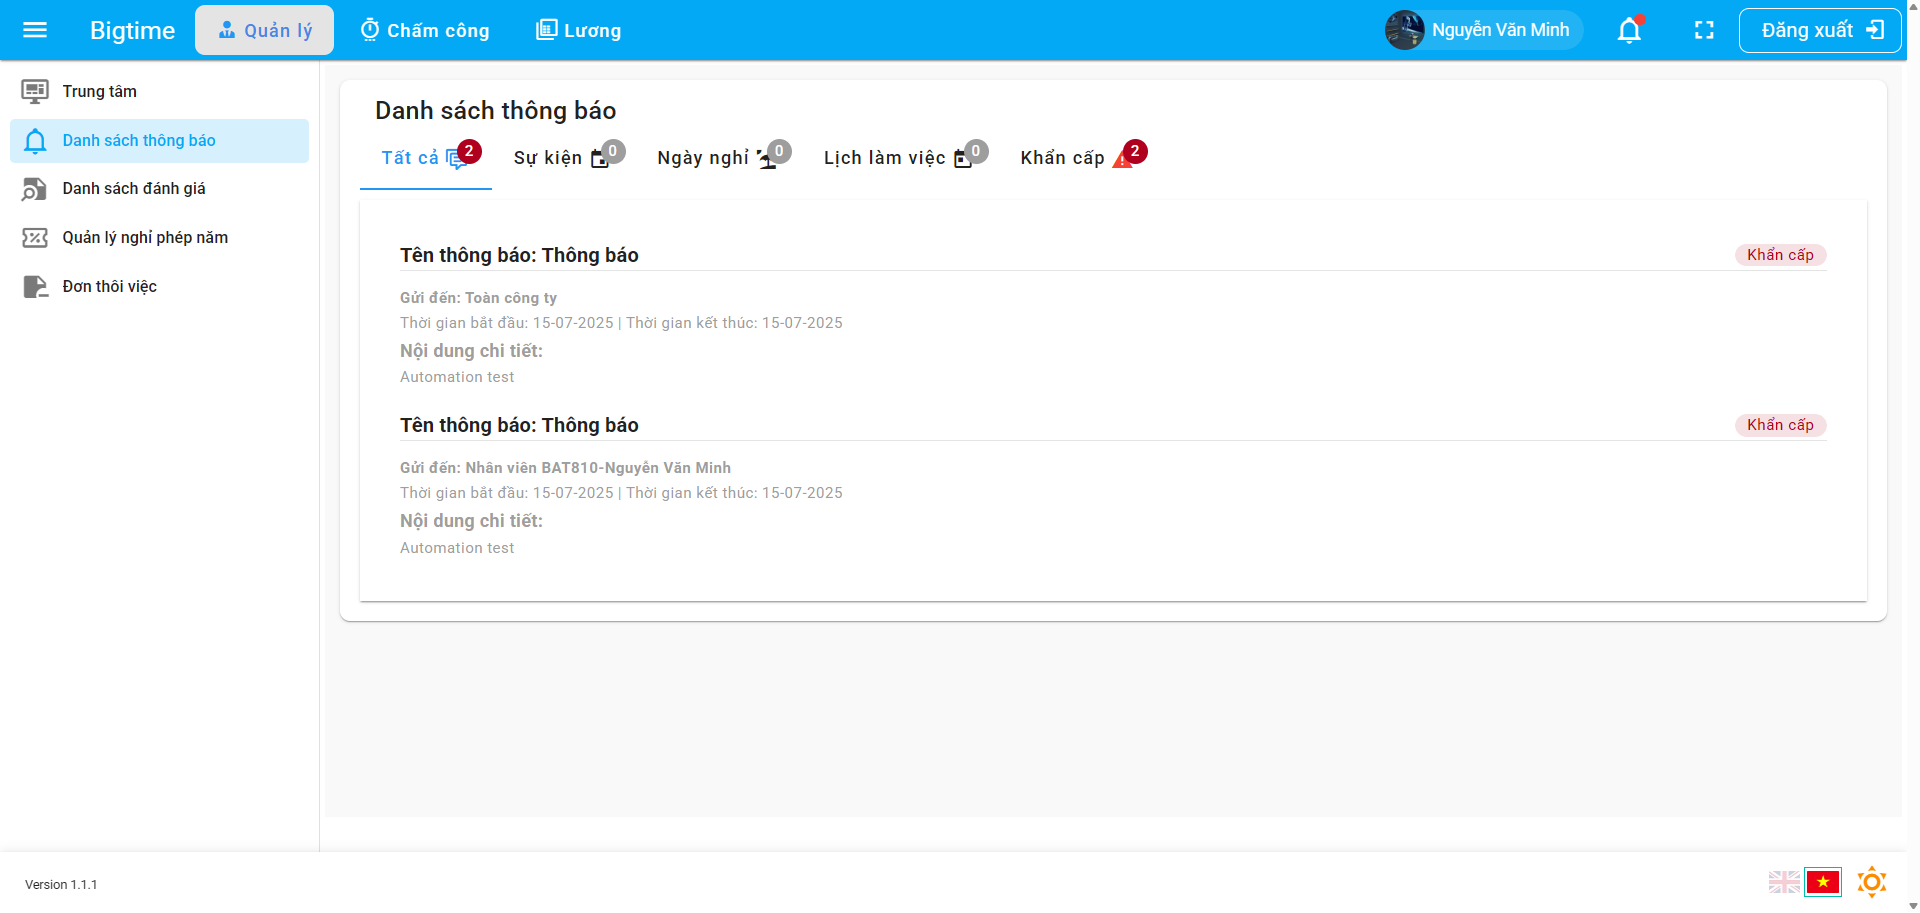 Bigtime
Quản lý
Chấm công
Lương
Nguyễn Văn Minh
Đăng xuất
Trung tâm
Danh sách thông báo
Danh sách đánh giá
Quản lý nghỉ phép năm
Đơn thôi việc
Danh sách thông báo
Tất cả 2
Sự kiện 0
Ngày nghỉ 0
Lịch làm việc 0
Khẩn cấp 2
Tên thông báo: Thông báo
Khẩn cấp
Gửi đến: Toàn công ty
Thời gian bắt đầu: 15-07-2025 | Thời gian kết thúc: 15-07-2025
Nội dung chi tiết:
Automation test
Tên thông báo: Thông báo
Khẩn cấp
Gửi đến: Nhân viên BAT810-Nguyễn Văn Minh
Thời gian bắt đầu: 15-07-2025 | Thời gian kết thúc: 15-07-2025
Nội dung chi tiết:
Automation test
Version 1.1.1